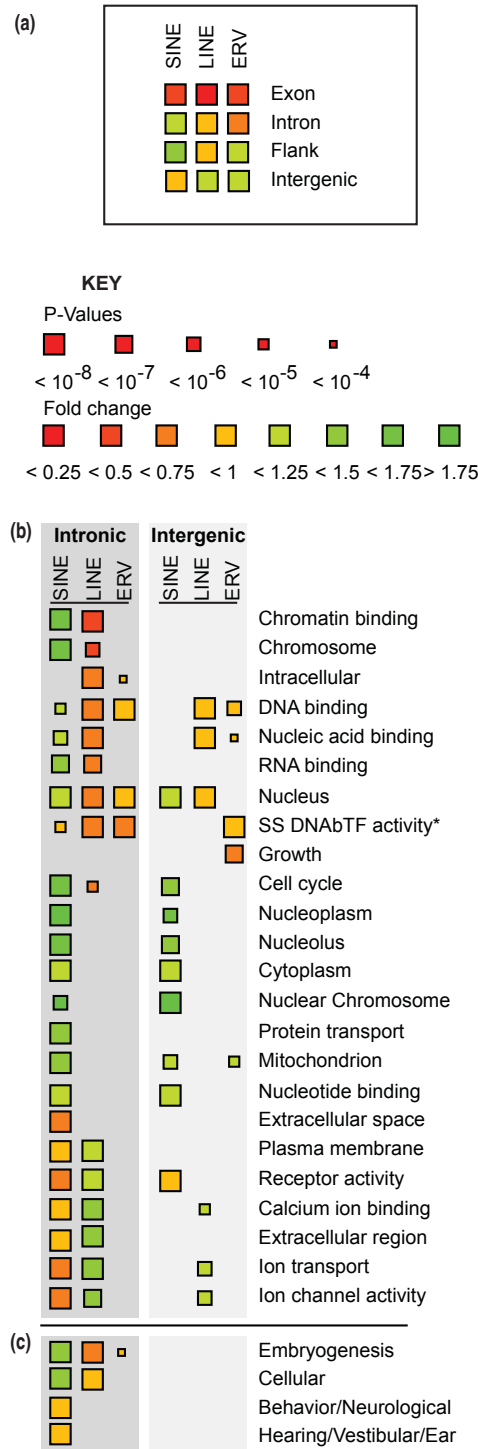 (a)
SINE LINE ERV
Exon
Intron
Flank
Intergenic
KEY
P-Values
< 10-8 < 10-7 < 10-6 < 10-5 < 10-4
Fold change
< 0.25 < 0.5 < 0.75 < 1 < 1.25 < 1.5 < 1.75 > 1.75
(b)
Intronic Intergenic
SINE LINE ERV SINE LINE ERV
Chromatin binding
Chromosome
Intracellular
DNA binding
Nucleic acid binding
RNA binding
Nucleus
SS DNAbTF activity*
Growth
Cell cycle
Nucleoplasm
Nucleolus
Cytoplasm
Nuclear Chromosome
Protein transport
Mitochondrion
Nucleotide binding
Extracellular space
Plasma membrane
Receptor activity
Calcium ion binding
Extracellular region
Ion transport
Ion channel activity
(c)
Embryogenesis
Cellular
Behavior/Neurological
Hearing/Vestibular/Ear